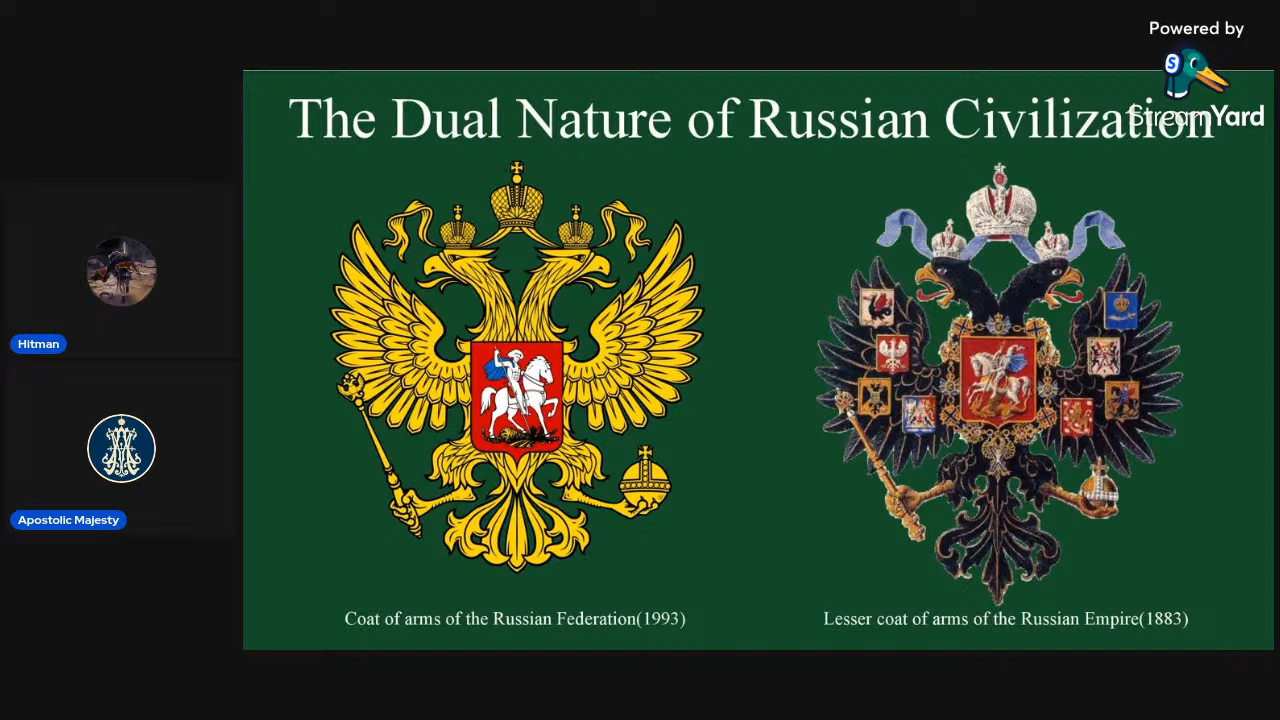 Powered by
StreamYard
The Dual Nature of Russian Civilization
Hitman
Apostolic Majesty
Coat of arms of the Russian Federation(1993)
Lesser coat of arms of the Russian Empire(1883)